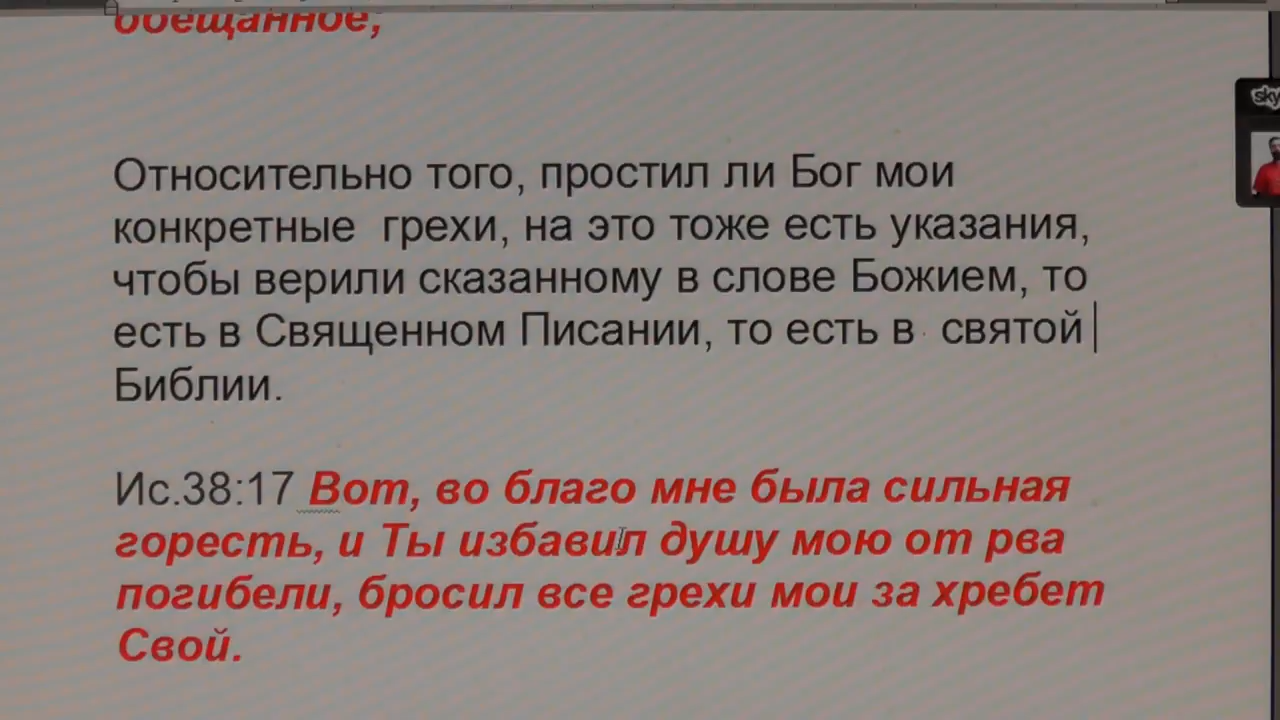 обещанное,
Относительно того, простил ли Бог мои
конкретные  грехи, на это тоже есть указания,
чтобы верили сказанному в слове Божием, то
есть в Священном Писании, то есть в  святой
Библии.
Ис.38:17 Вот, во благо мне была сильная
горесть, и Ты избавил душу мою от рва
погибели, бросил все грехи мои за хребет
Свой.
sky